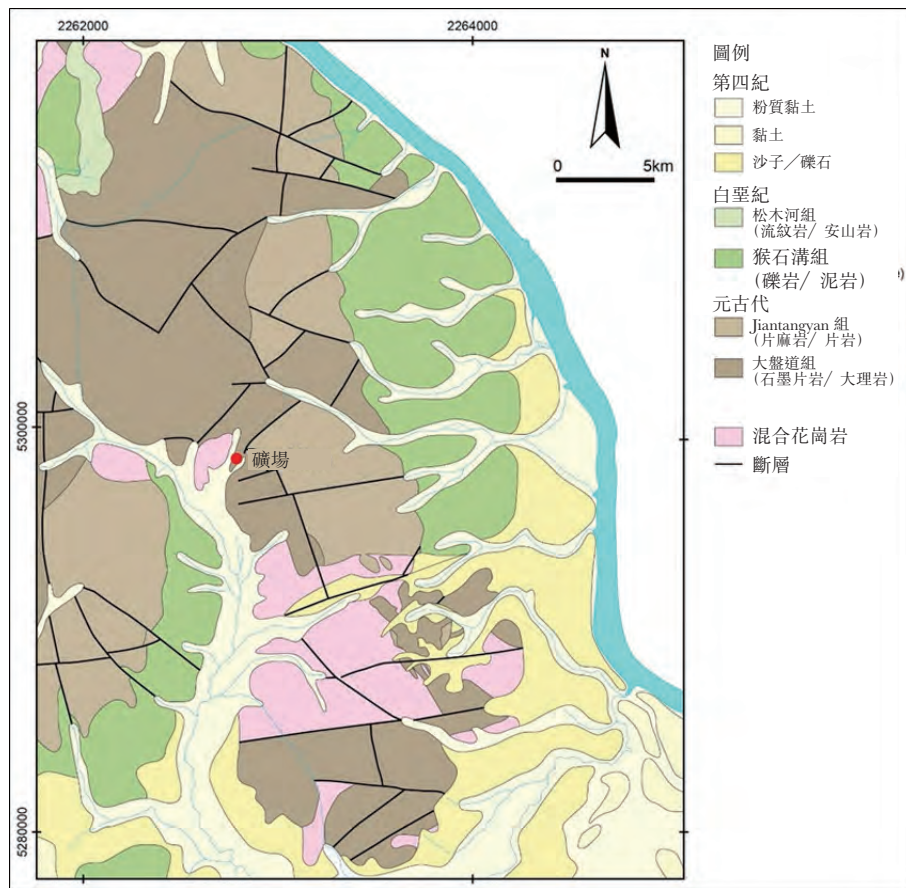 2262000
2264000
5300000
5280000
N
0
5km
礦場
圖例
第四紀
粉質黏土
黏土
沙子／礫石
白堊紀
松木河組
(流紋岩/ 安山岩)
猴石溝組
(礫岩/ 泥岩)
元古代
Jiantangyan 組
(片麻岩/ 片岩)
大盤道組
(石墨片岩/ 大理岩)
混合花崗岩
斷層